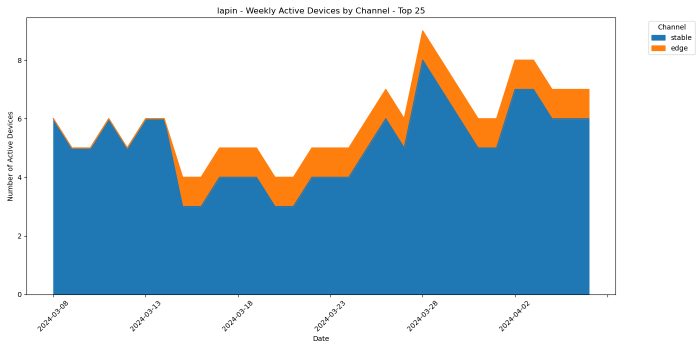 lapin - Weekly Active Devices by Channel - Top 25
Channel
stable
edge
Number of Active Devices
8
6
4
2
0
2024-03-08
2024-03-13
2024-03-18
2024-03-23
2024-03-28
2024-04-02
Date